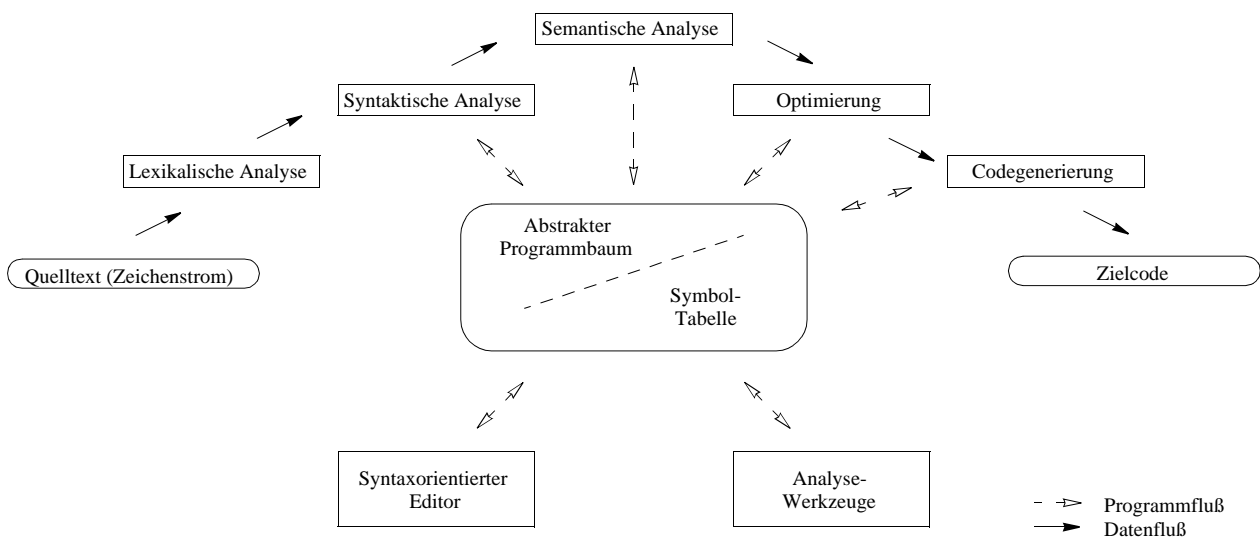 Semantische Analyse
Syntaktische Analyse
Optimierung
Lexikalische Analyse
Codegenerierung
Abstrakter
Programmbaum
Quelltext (Zeichenstrom)
Zielcode
Symbol-
Tabelle
Syntaxorientierter
Editor
Analyse-
Werkzeuge
Programmfluß
Datenfluß